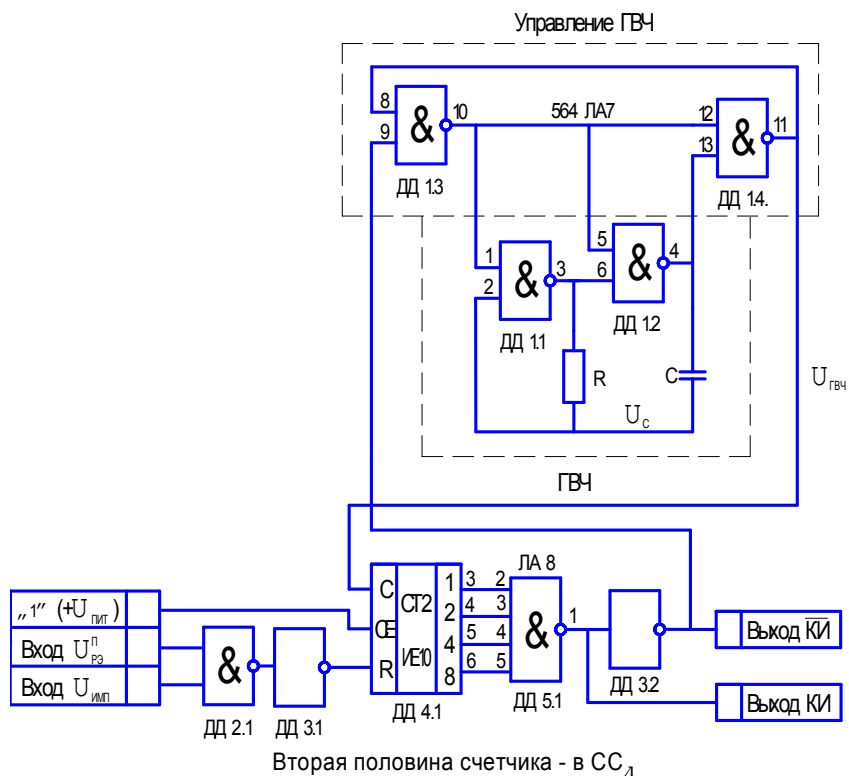 Управление ГВЧ
8
9
&
10
ДД 1.3
564 ЛА7
12
13
&
11
ДД 1.4.
1
2
&
3
ДД 1.1
5
6
&
4
ДД 1.2
R
C
U_C
U_ГВЧ
ГВЧ
„1” (+U_ПИТ)
Вход U^П_РЭ
Вход U_ИМП
&
ДД 2.1
ДД 3.1
C
CE
R
CT2
ИЕ10
1
2
4
8
ДД 4.1
3
4
5
6
2
3
4
5
ЛА 8
&
1
ДД 5.1
ДД 3.2
Выход К̅И̅
Выход КИ
Вторая половина счетчика - в СС_Д